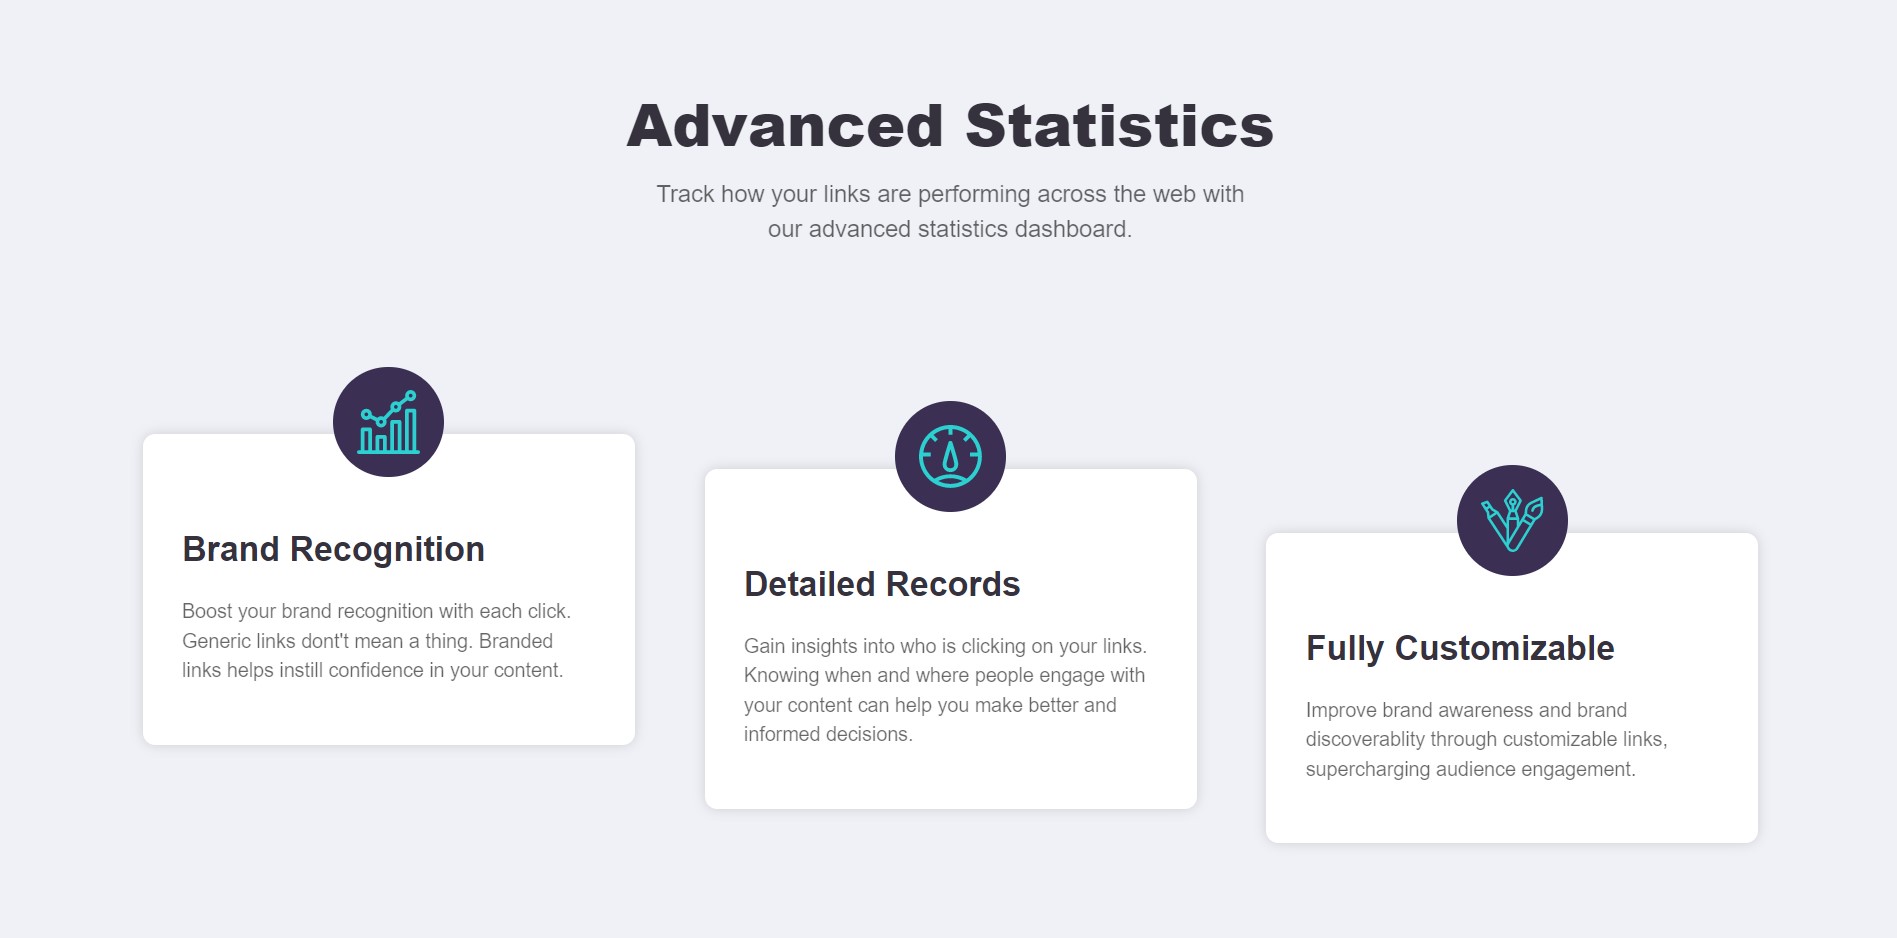 Advanced Statistics
Track how your links are performing across the web with
our advanced statistics dashboard.
Brand Recognition
Boost your brand recognition with each click.
Generic links dont't mean a thing. Branded
links helps instill confidence in your content.
Detailed Records
Gain insights into who is clicking on your links.
Knowing when and where people engage with
your content can help you make better and
informed decisions.
Fully Customizable
Improve brand awareness and brand
discoverablity through customizable links,
supercharging audience engagement.